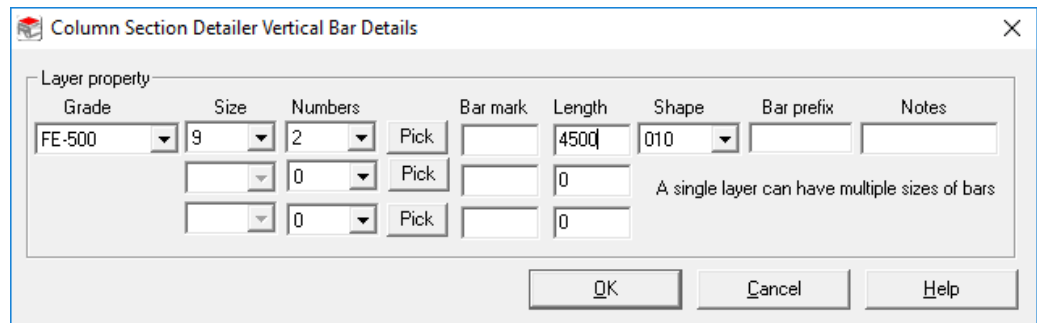 Column Section Detailer Vertical Bar Details
Layer property
Grade Size Numbers Bar mark Length Shape Bar prefix Notes
FE-500 9 2 Pick 4500 010
0 Pick 0 A single layer can have multiple sizes of bars
0 Pick 0
OK Cancel Help